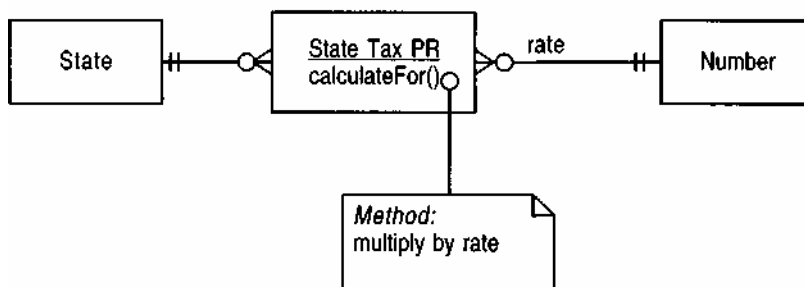 State
State Tax PR
calculateFor()
rate
Number
Method:
multiply by rate